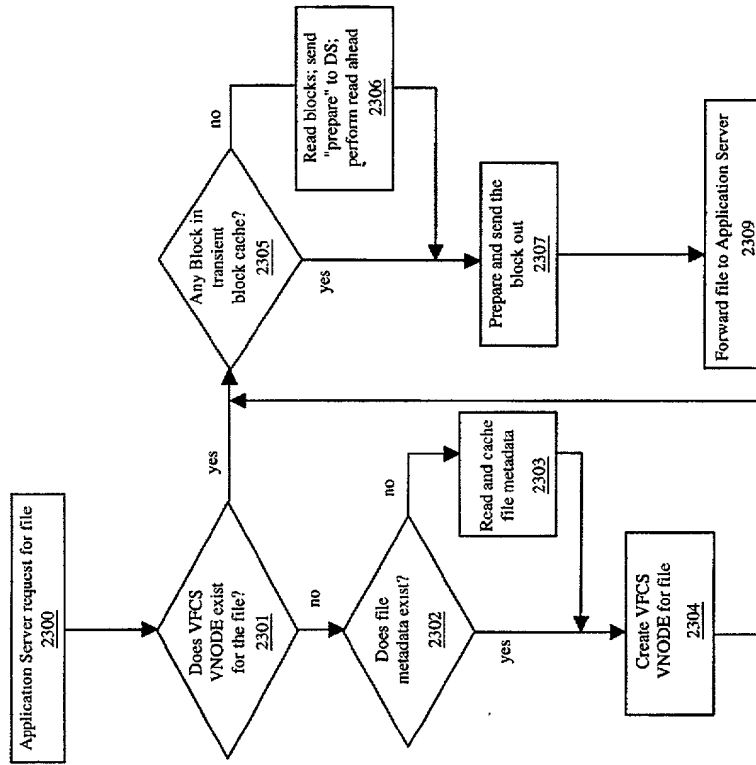 Application Server request for file
2300
Does VFCS
VNODE exist
for the file?
2301
yes
no
Does file
metadata exist?
2302
no
yes
Read and cache
file metadata
2303
Create VFCS
VNODE for file
2304
Any Block in
transient
block cache?
2305
no
yes
Read blocks; send
"prepare" to DS;
perform read ahead
2306
Prepare and send the
block out
2307
Forward file to Application Server
2309